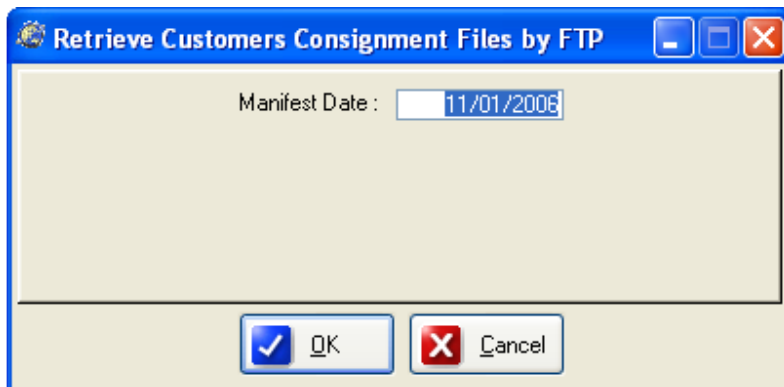 Retrieve Customers Consignment Files by FTP
Manifest Date : 11/01/2006
OK Cancel